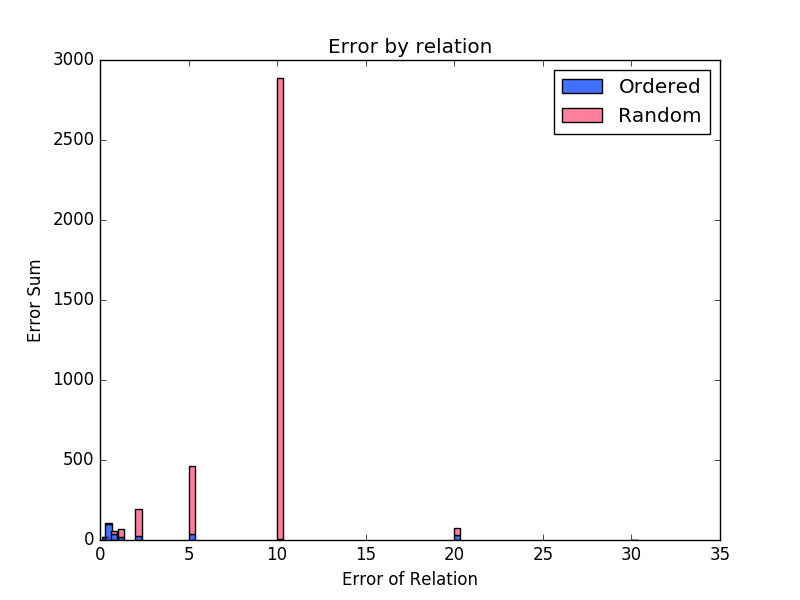 Error by relation
3000
2500
2000
1500
1000
500
0
Error Sum
Ordered
Random
0 5 10 15 20 25 30 35
Error of Relation